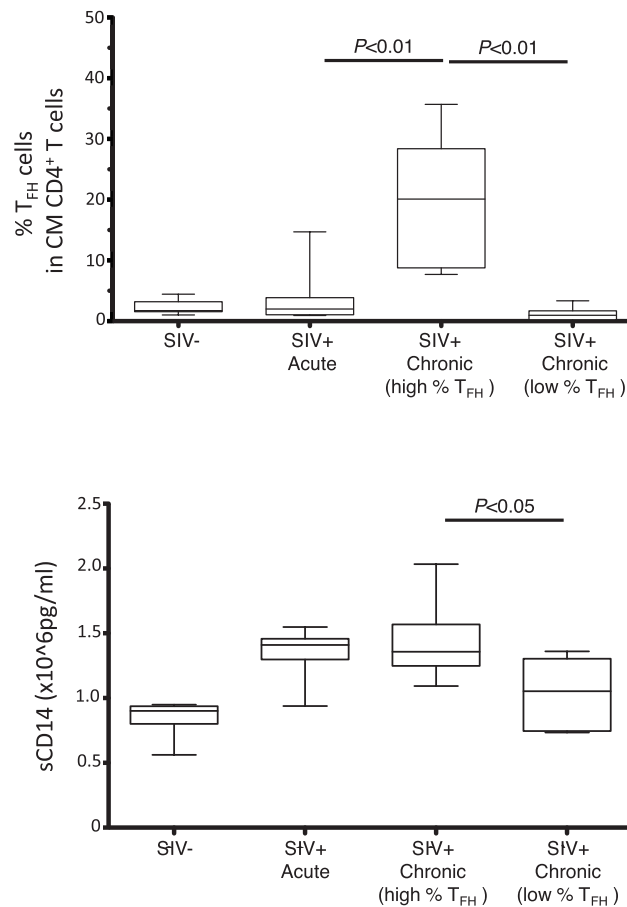 50
40
30
20
10
0
% TFH cells
in CM CD4+ T cells
P<0.01
P<0.01
SIV-
SIV+
Acute
SIV+
Chronic
(high % TFH )
SIV+
Chronic
(low % TFH )
2.5
2.0
1.5
1.0
0.5
0
sCD14 (x10^6pg/ml)
P<0.05
SIV-
SIV+
Acute
SIV+
Chronic
(high % TFH )
SIV+
Chronic
(low % TFH )